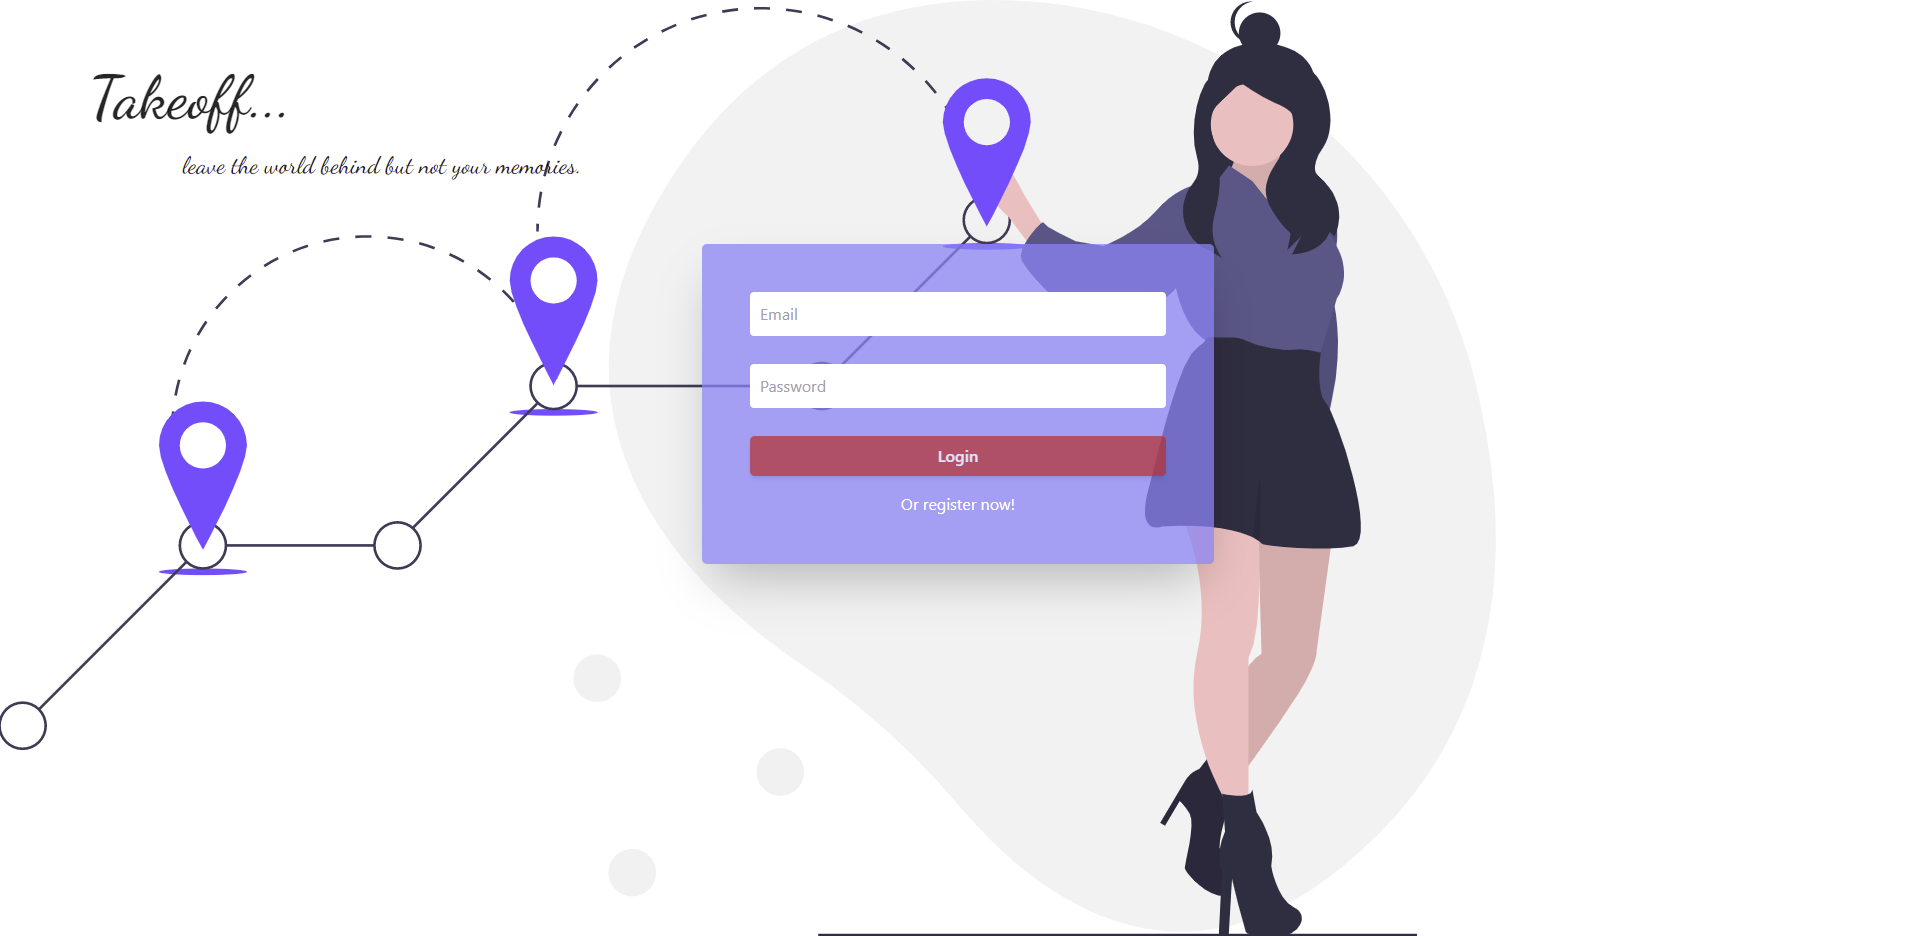 Takeoff...
leave the world behind but not your memories.
Email
Password
Login
Or register now!